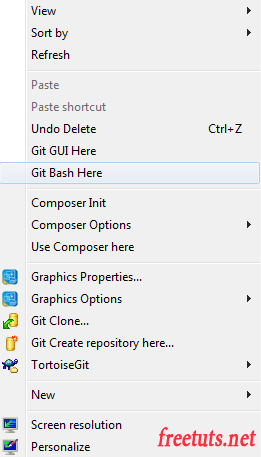 View
Sort by
Refresh
Paste
Paste shortcut
Undo Delete Ctrl+Z
Git GUI Here
Git Bash Here
Composer Init
Composer Options
Use Composer here
Graphics Properties...
Graphics Options
Git Clone...
Git Create repository here...
TortoiseGit
New
Screen resolution
Personalize
freetuts.net